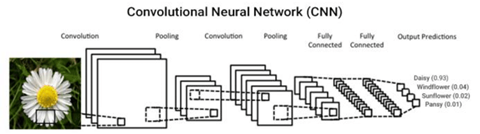 Convolutional Neural Network (CNN)
Convolution Pooling Convolution Pooling Fully Connected Fully Connected Output Predictions
Daisy (0.93)
Windflower (0.04)
Sunflower (0.02)
Pansy (0.01)